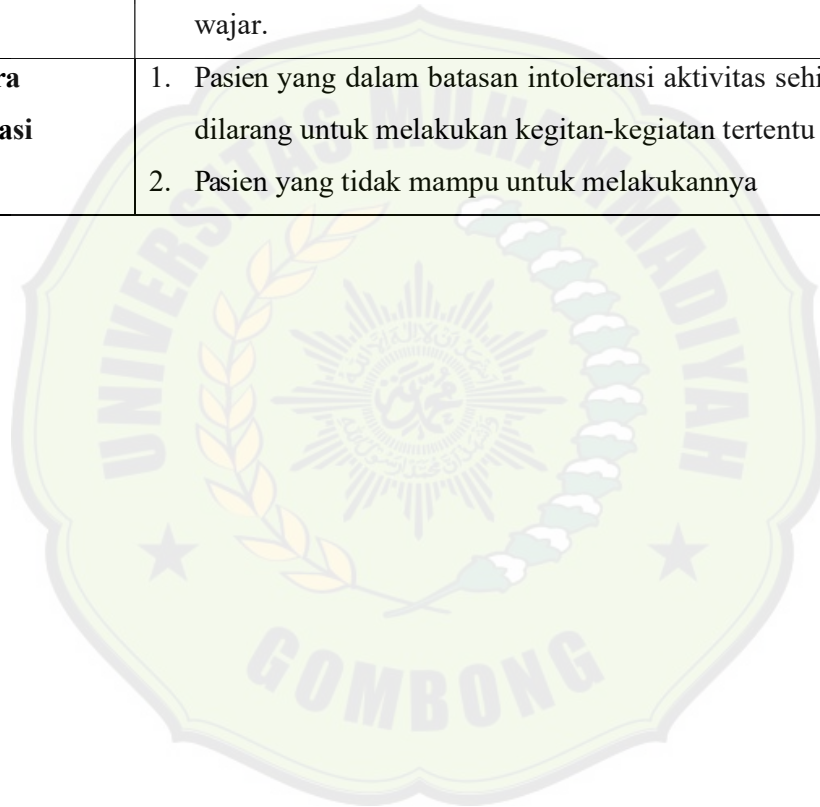 wajar.
ra 1. Pasien yang dalam batasan intoleransi aktivitas sehi
asi dilarang untuk melakukan kegitan-kegiatan tertentu
2. Pasien yang tidak mampu untuk melakukannya
UNIVERSITAS MUHAMMADIYAH
GOMBONG